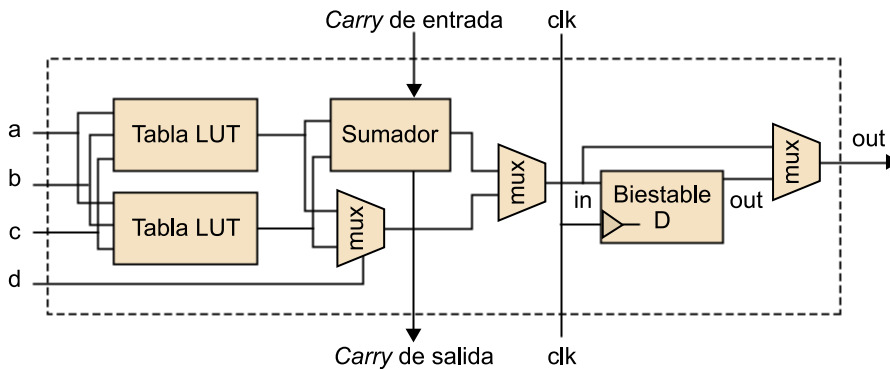 Carry de entrada
clk
a
b
c
d
Tabla LUT
Tabla LUT
Sumador
mux
mux
in
Biestable
D
out
mux
out
Carry de salida
clk